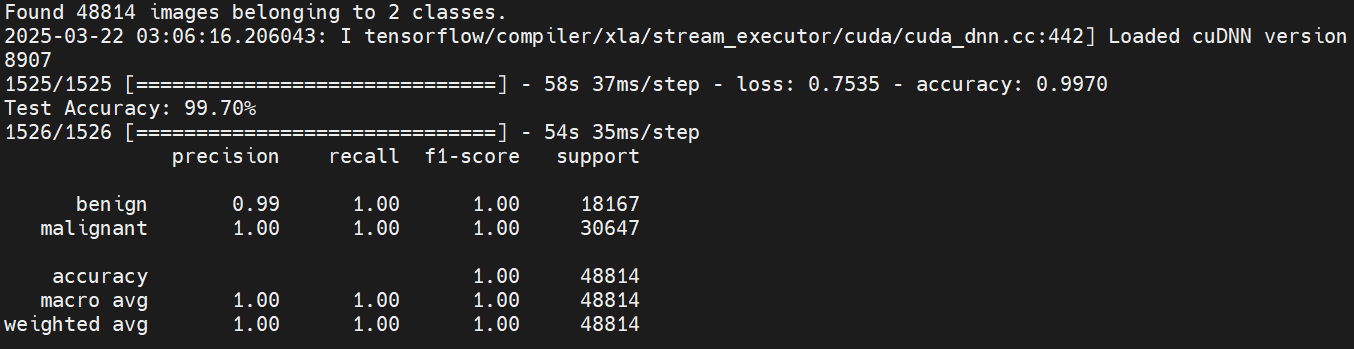 Found 48814 images belonging to 2 classes.
2025-03-22 03:06:16.206043: I tensorflow/compiler/xla/stream_executor/cuda/cuda_dnn.cc:442] Loaded cuDNN version
8907
1525/1525 [==============================] - 58s 37ms/step - loss: 0.7535 - accuracy: 0.9970
Test Accuracy: 99.70%
1526/1526 [==============================] - 54s 35ms/step
              precision    recall  f1-score   support

      benign       0.99      1.00      1.00     18167
   malignant       1.00      1.00      1.00     30647

    accuracy                           1.00     48814
   macro avg       1.00      1.00      1.00     48814
weighted avg       1.00      1.00      1.00     48814